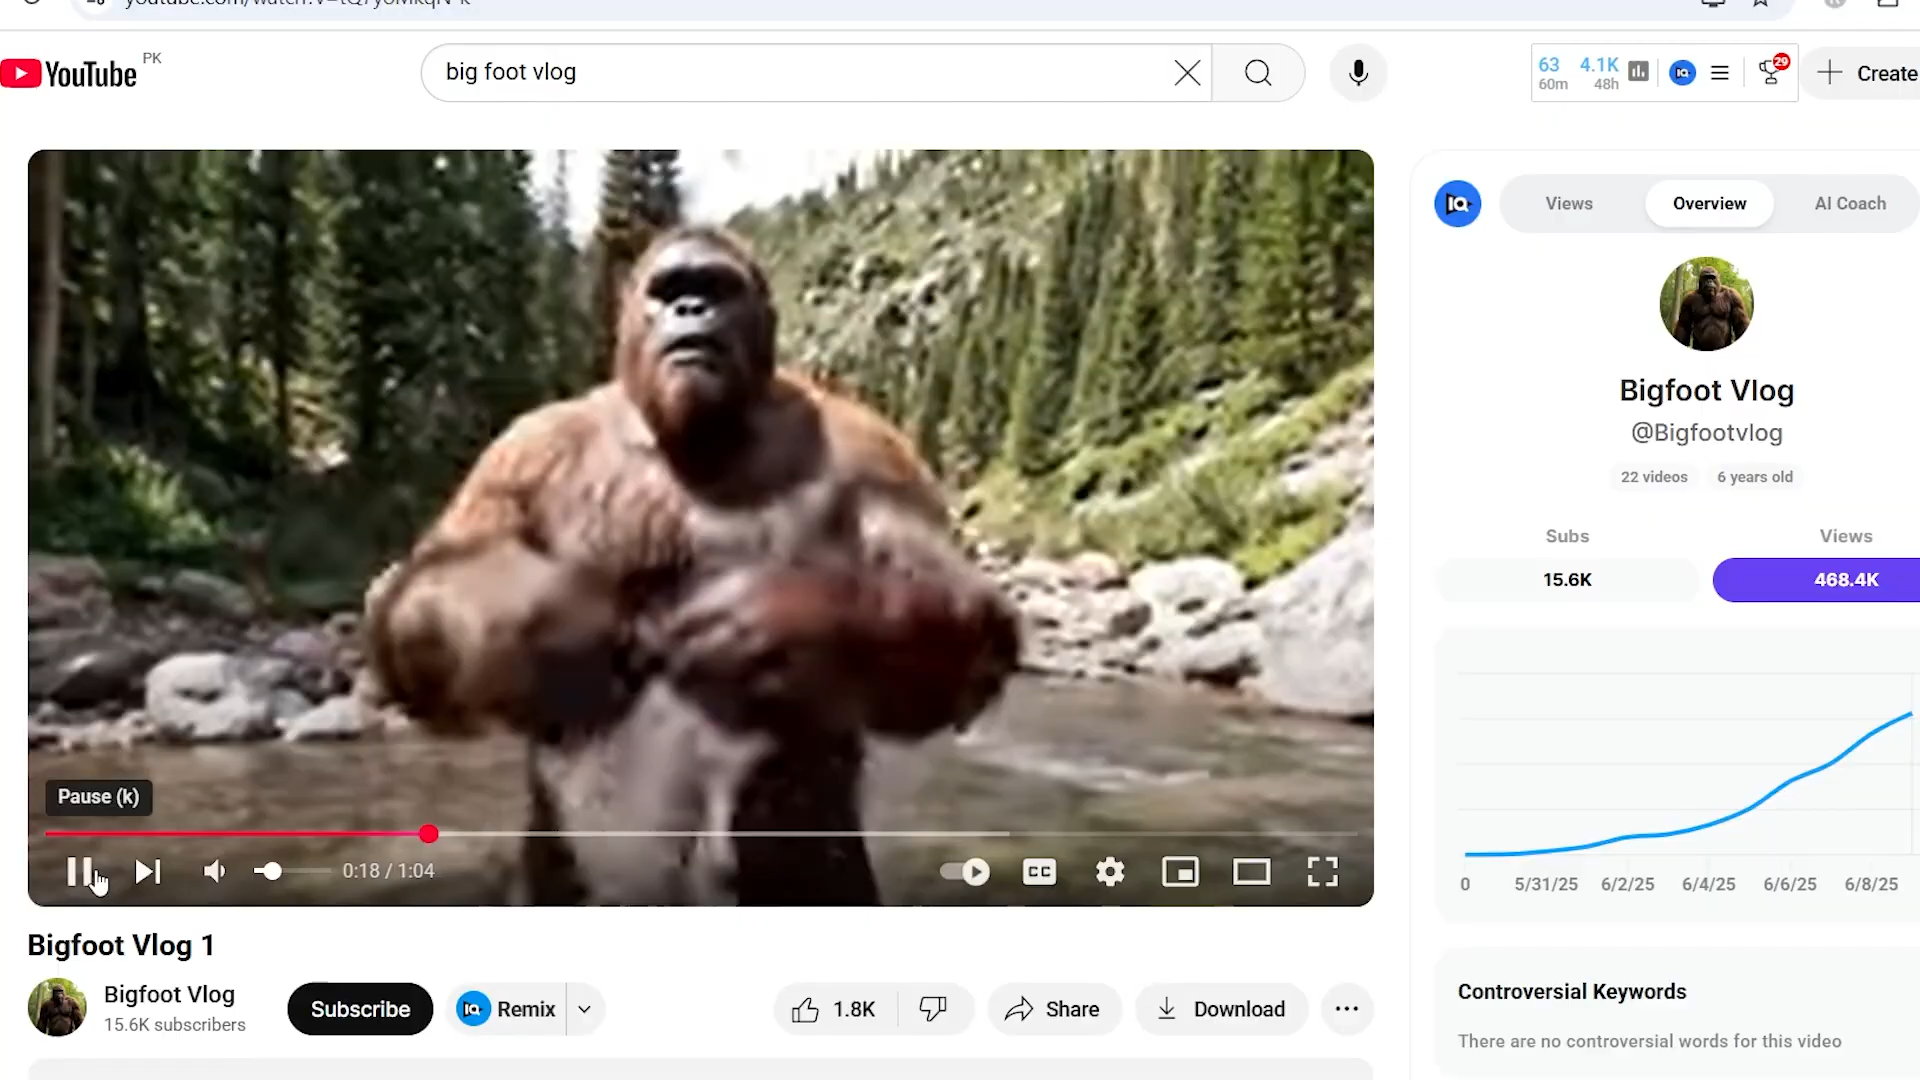 YouTube PK
big foot vlog
63 4.1K
60m 48h
29
Create
IQ
Views Overview AI Coach
Bigfoot Vlog
@Bigfootvlog
22 videos 6 years old
Subs Views
15.6K 468.4K
0 5/31/25 6/2/25 6/4/25 6/6/25 6/8/25
Pause (k)
0:18 / 1:04
CC
Bigfoot Vlog 1
Bigfoot Vlog
15.6K subscribers
Subscribe
Remix
1.8K
Share
Download
Controversial Keywords
There are no controversial words for this video